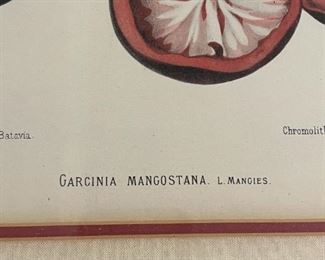 Batavia.
Chromolith
GARCINIA MANGOSTANA. L. MANGIES.